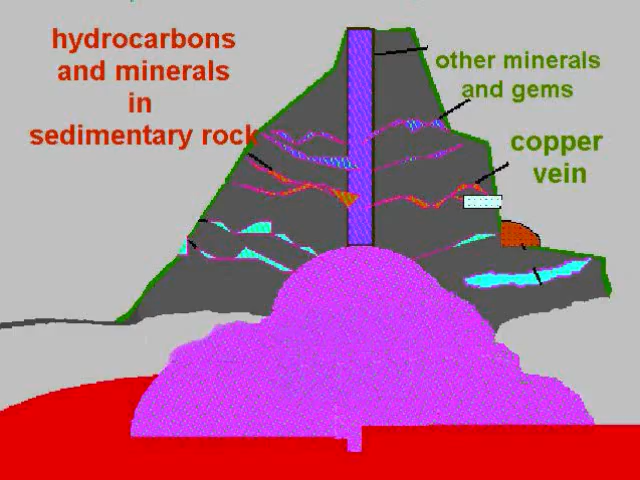 hydrocarbons
and minerals
in
sedimentary rock
other minerals
and gems
copper
vein